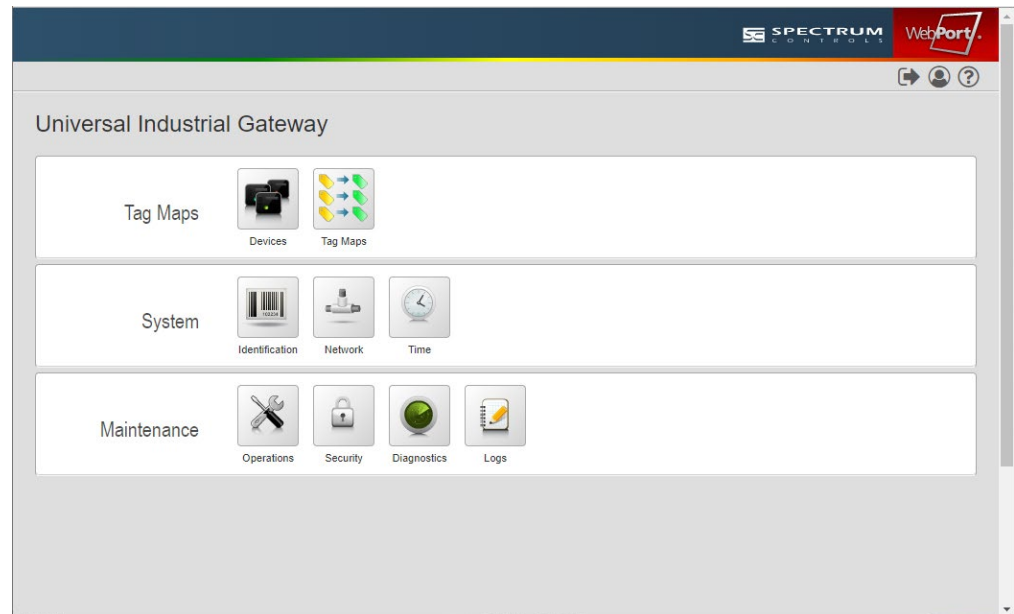 SPECTRUM
CONTROLS
WebPort.
Universal Industrial Gateway
Tag Maps
Devices
Tag Maps
System
Identification
Network
Time
Maintenance
Operations
Security
Diagnostics
Logs